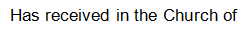 Has received in the Church of